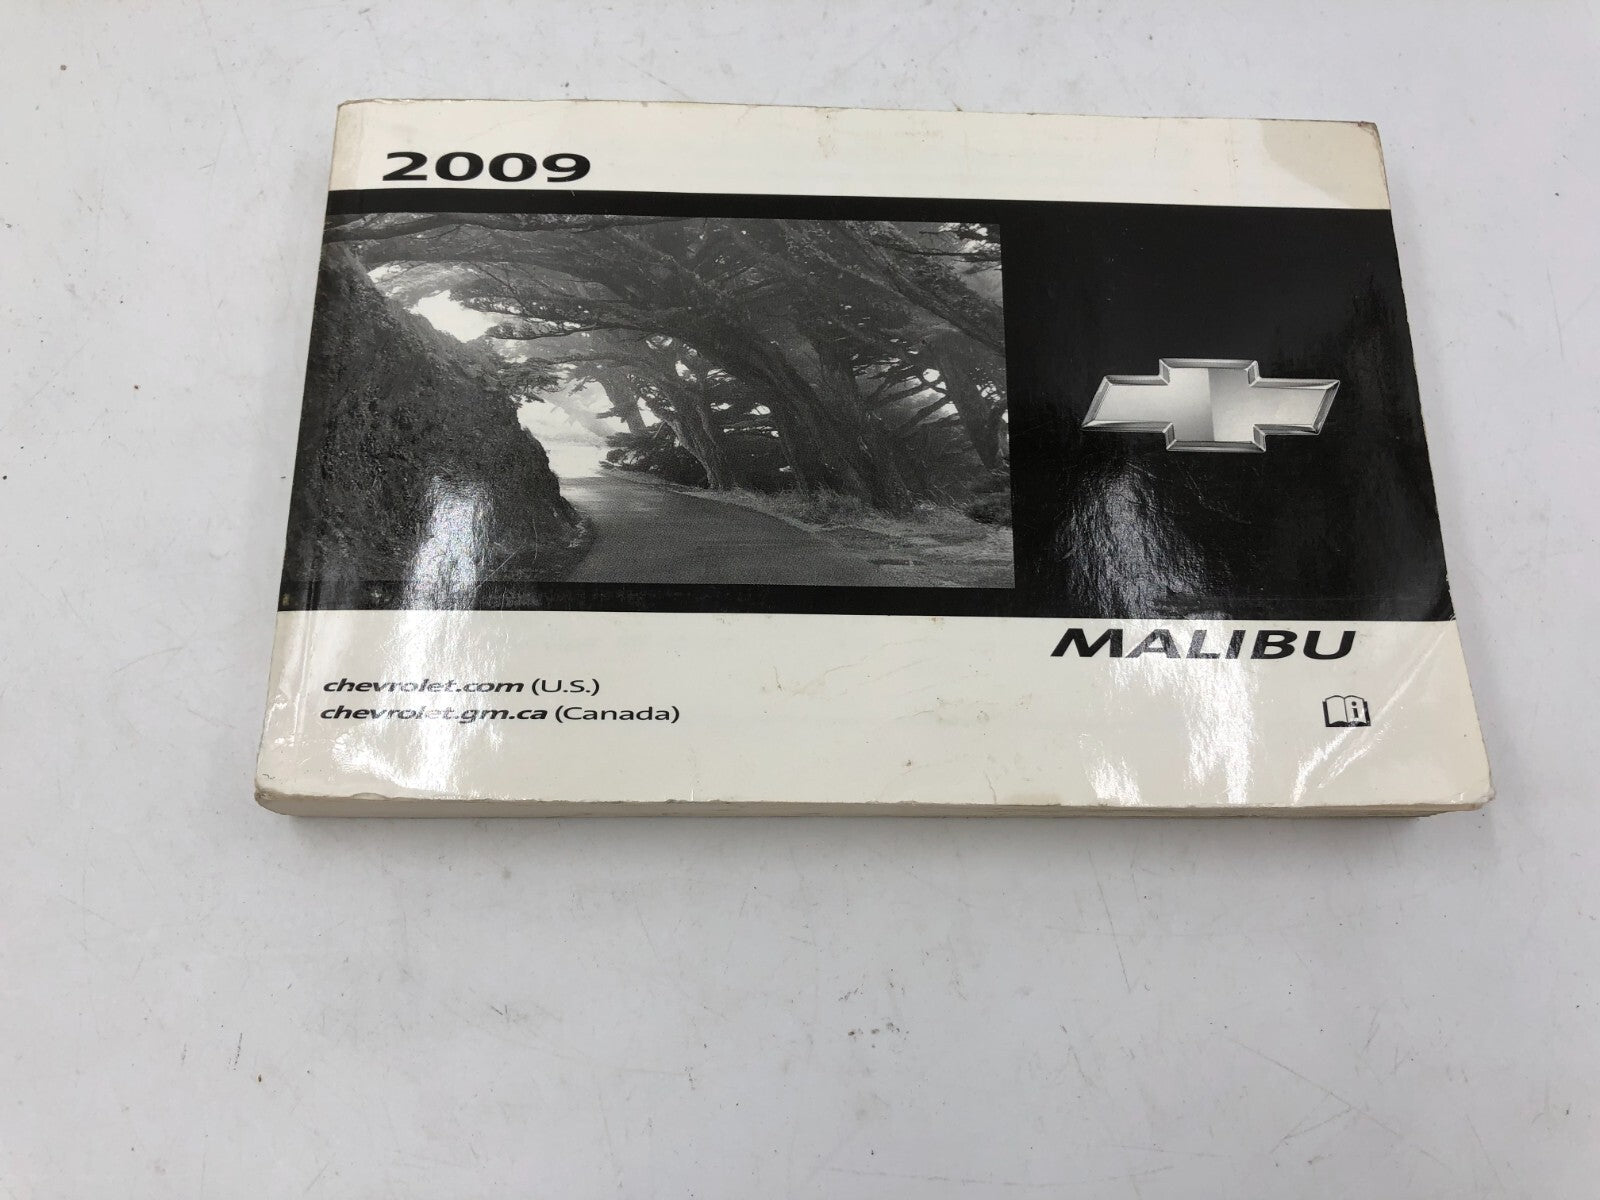 2009
MALIBU
chevrolet.com (U.S.)
chevrolet.gm.ca (Canada)
i